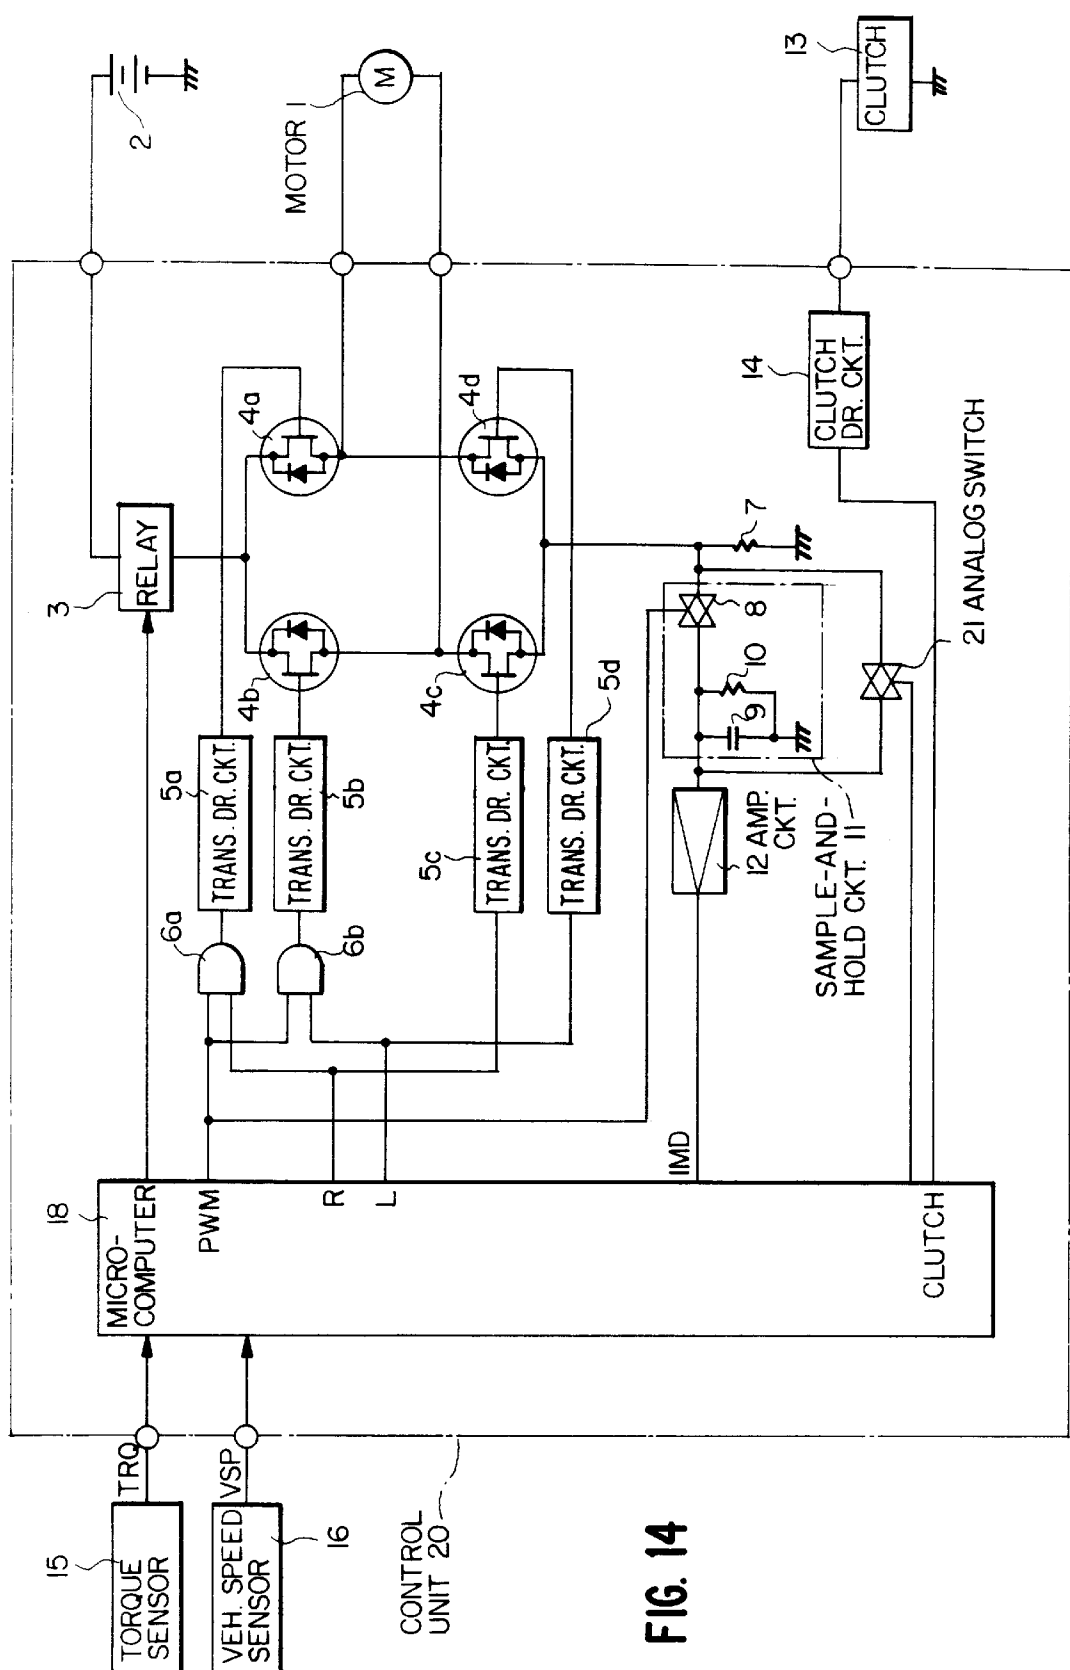 15
TORQUE
SENSOR
TRQ
VEH. SPEED
SENSOR
VSP
16
CONTROL
UNIT 20
FIG. 14
18
MICRO-
COMPUTER
PWM
R
L
IMD
CLUTCH
3
RELAY
2
MOTOR 1
M
6a
6b
5a
TRANS. DR. CKT.
TRANS. DR. CKT.
5b
5c
TRANS. DR. CKT.
TRANS. DR. CKT.
5d
4a
4b
4c
4d
7
8
10
9
12 AMP.
CKT.
SAMPLE-AND-
HOLD CKT. 11
21 ANALOG SWITCH
14
CLUTCH
DR. CKT.
13
CLUTCH